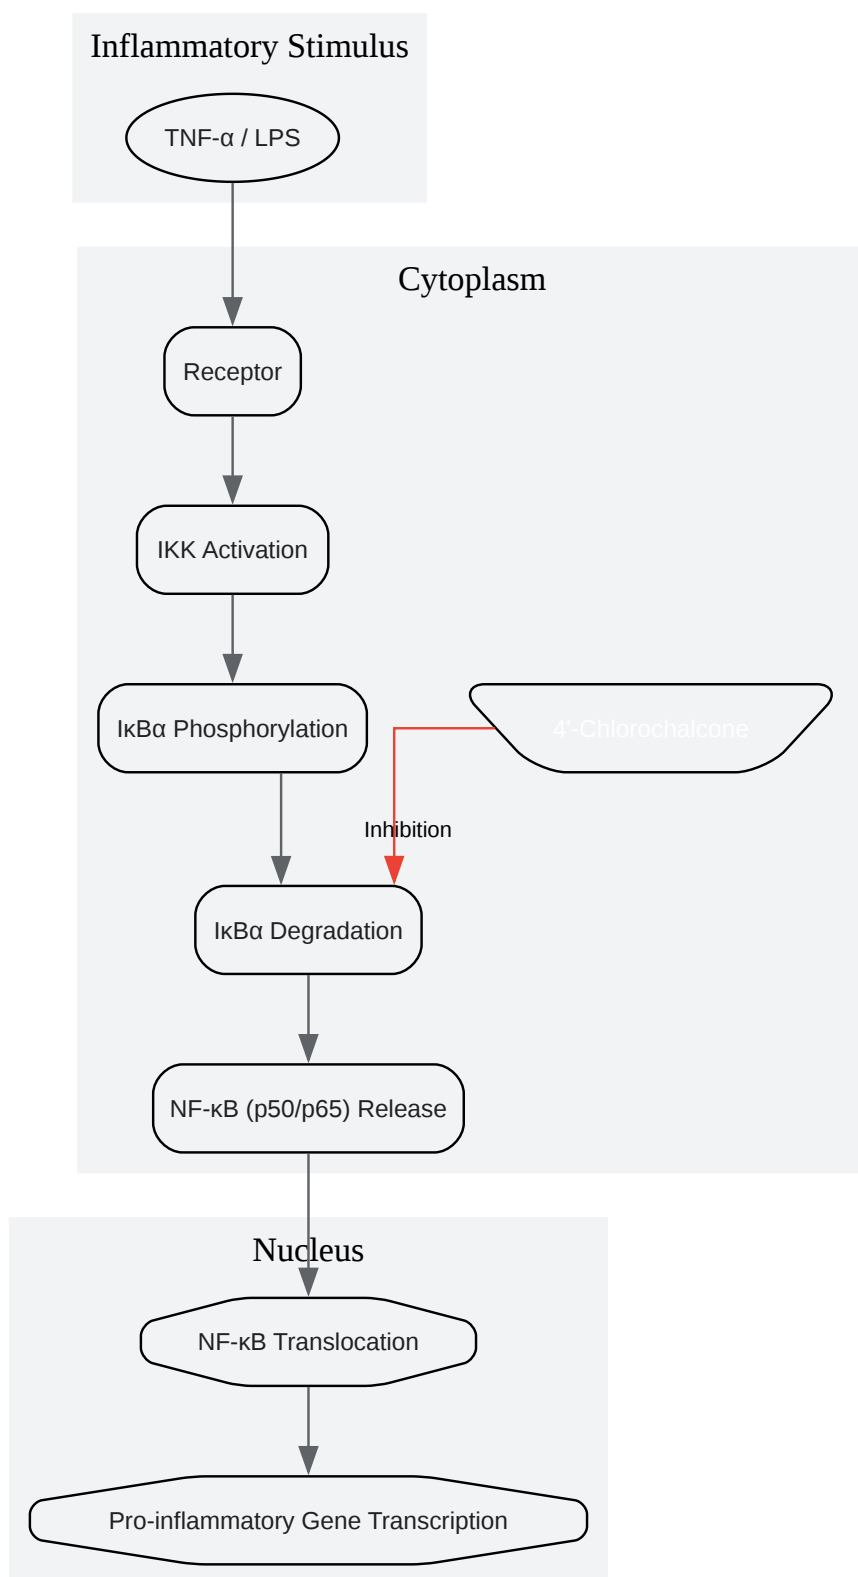 Inflammatory Stimulus
TNF-α / LPS
Cytoplasm
Receptor
IKK Activation
IκBα Phosphorylation
4'-Chlorochalcone
Inhibition
IκBα Degradation
NF-κB (p50/p65) Release
Nucleus
NF-κB Translocation
Pro-inflammatory Gene Transcription